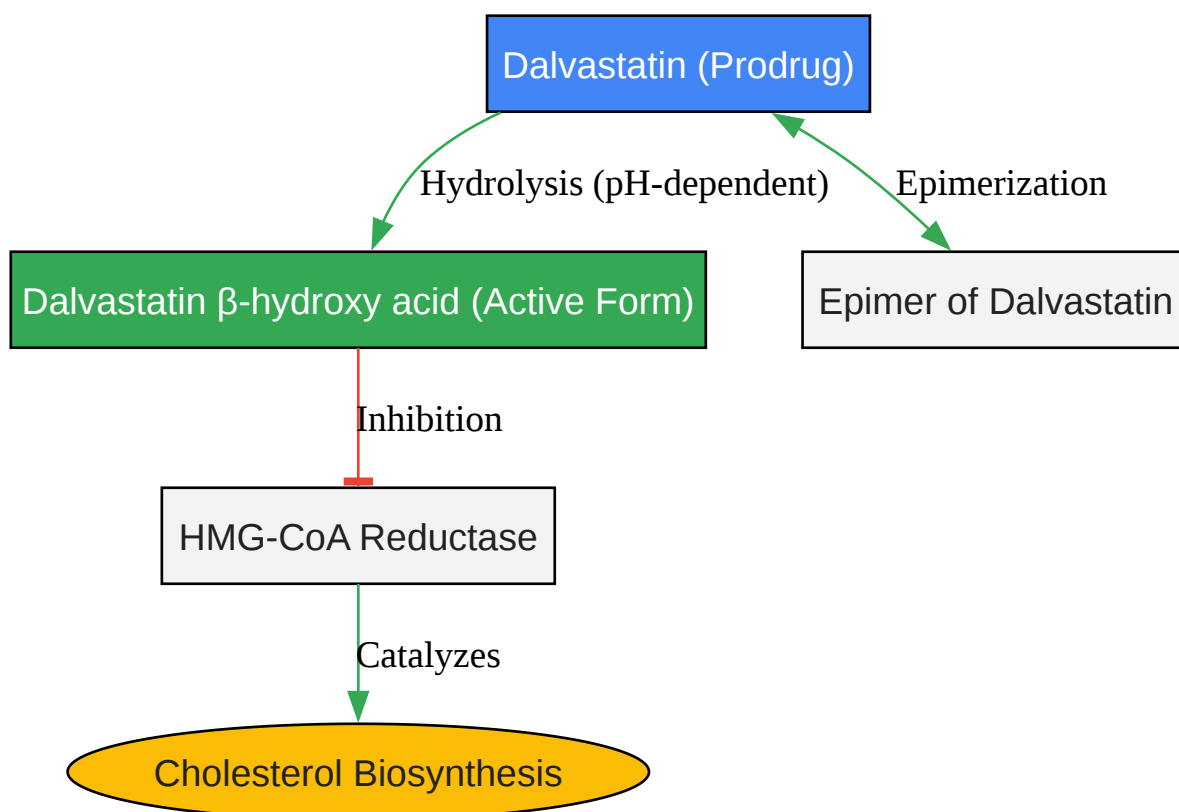 Dalvastatin (Prodrug)
Hydrolysis (pH-dependent)
Epimerization
Dalvastatin β-hydroxy acid (Active Form)
Epimer of Dalvastatin
Inhibition
HMG-CoA Reductase
Catalyzes
Cholesterol Biosynthesis